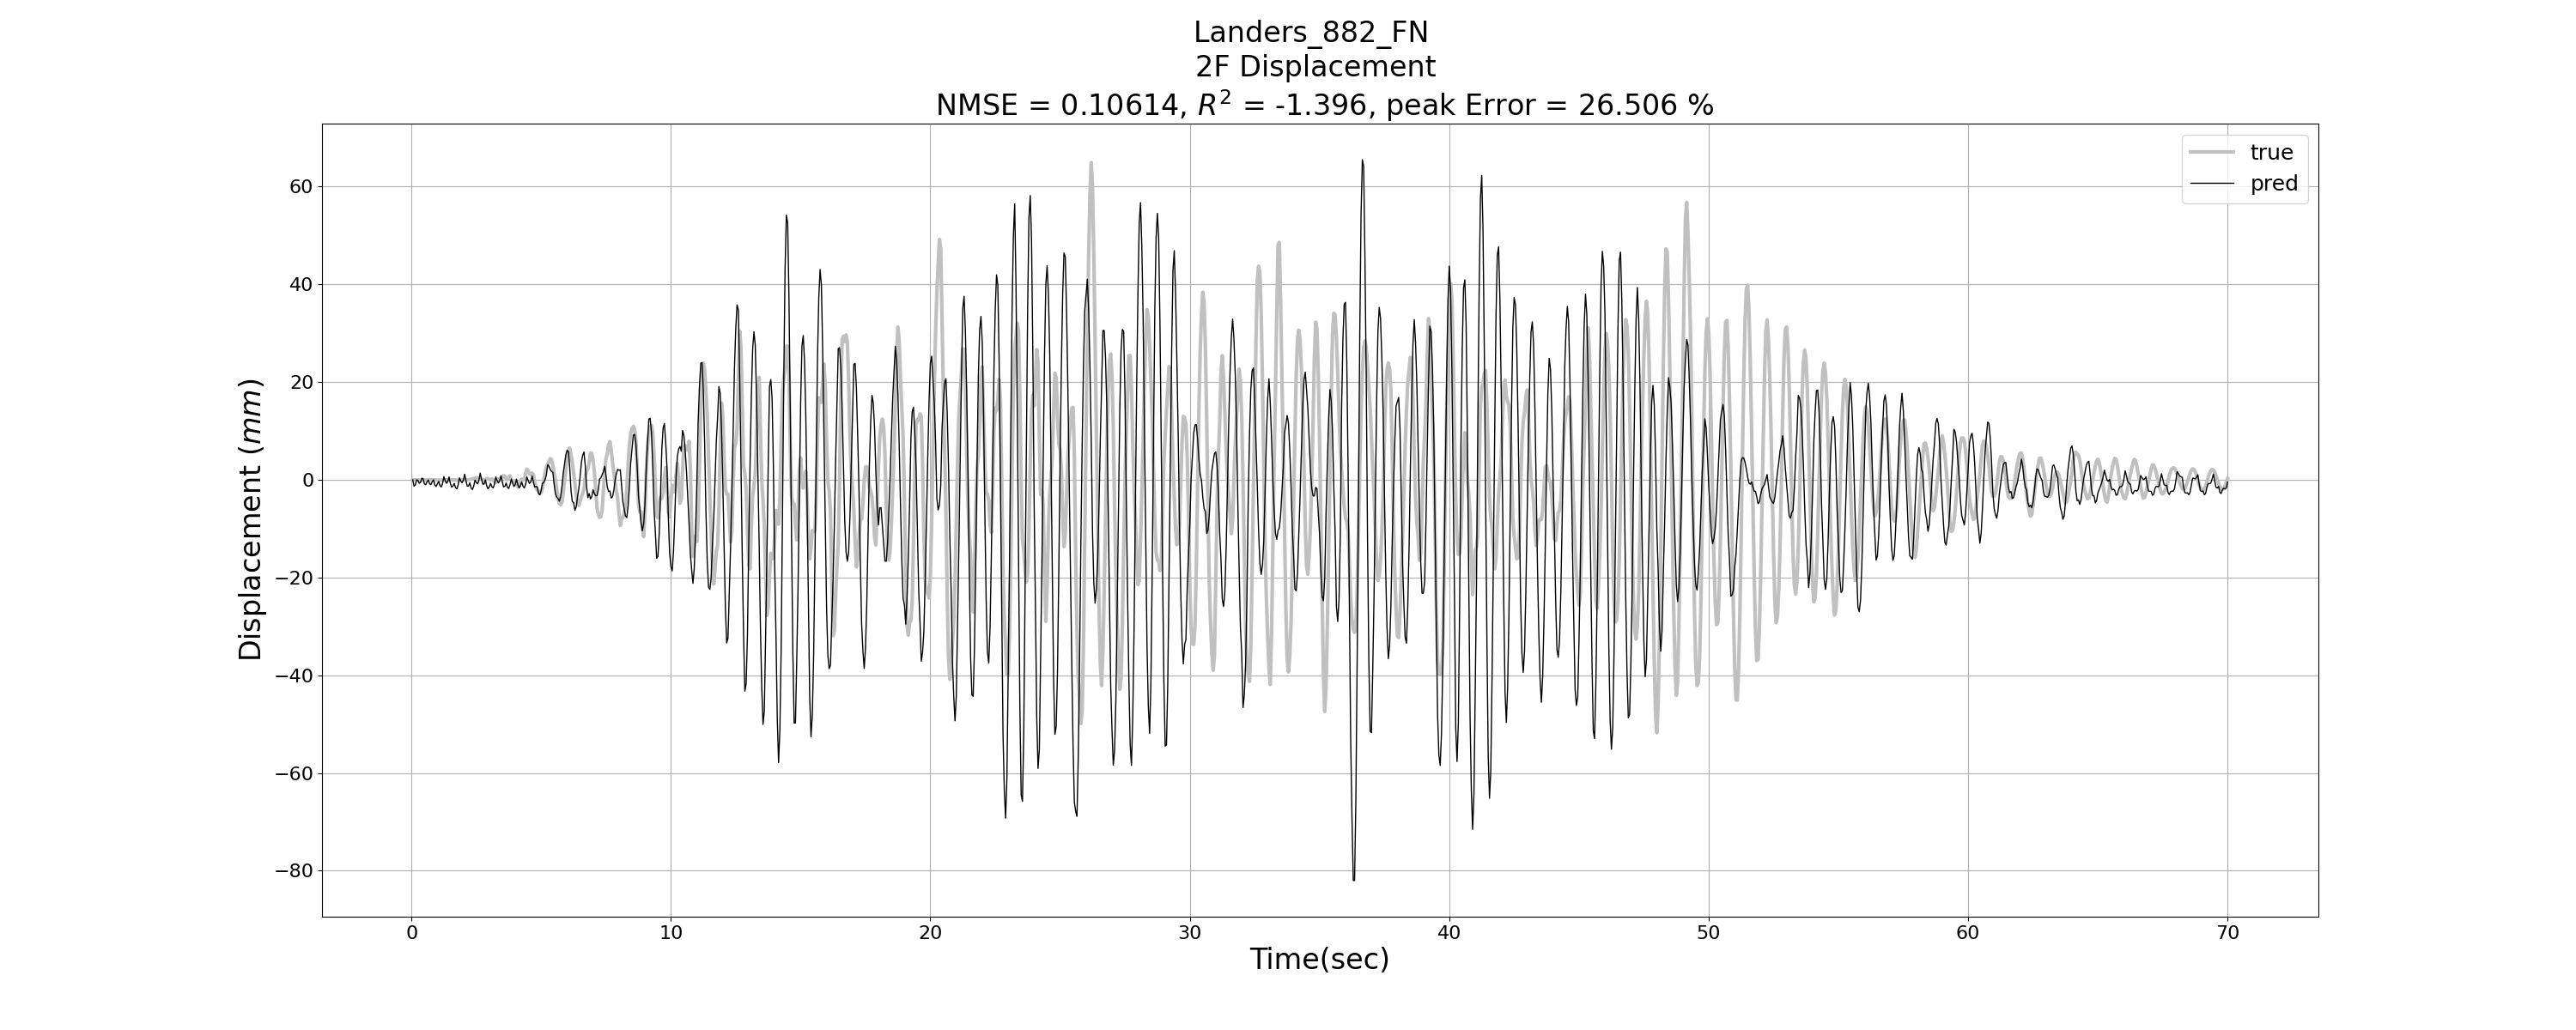 Landers_882_FN
2F Displacement
NMSE = 0.10614, R² = -1.396, peak Error = 26.506 %
true
pred
60
40
20
0
−20
−40
−60
−80
Displacement (mm)
0 10 20 30 40 50 60 70
Time(sec)